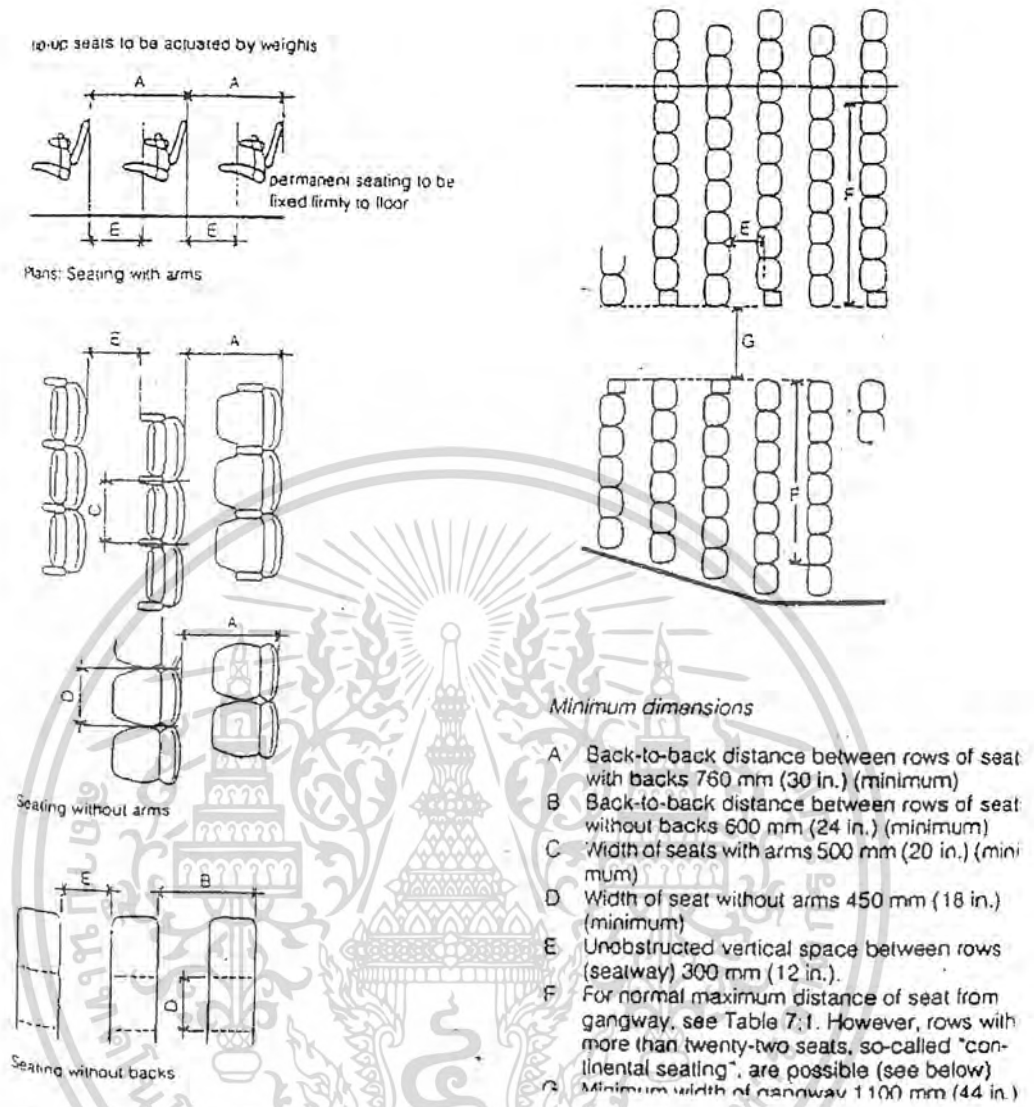 tip-up seats to be actuated by weights
A
A
permanent seating to be
fixed firmly to floor
E
E
Plans: Seating with arms
E
A
C
A
D
Seating without arms
E
B
D
Seating without backs
F
E
G
F
Minimum dimensions
A Back-to-back distance between rows of seat
with backs 760 mm (30 in.) (minimum)
B Back-to-back distance between rows of seat
without backs 600 mm (24 in.) (minimum)
C Width of seats with arms 500 mm (20 in.) (mini
mum)
D Width of seat without arms 450 mm (18 in.)
(minimum)
E Unobstructed vertical space between rows
(seatway) 300 mm (12 in.).
F For normal maximum distance of seat from
gangway, see Table 7:1. However, rows with
more than twenty-two seats, so-called "con-
tinental seating", are possible (see below)
G Minimum width of gangway 1100 mm (44 in.)